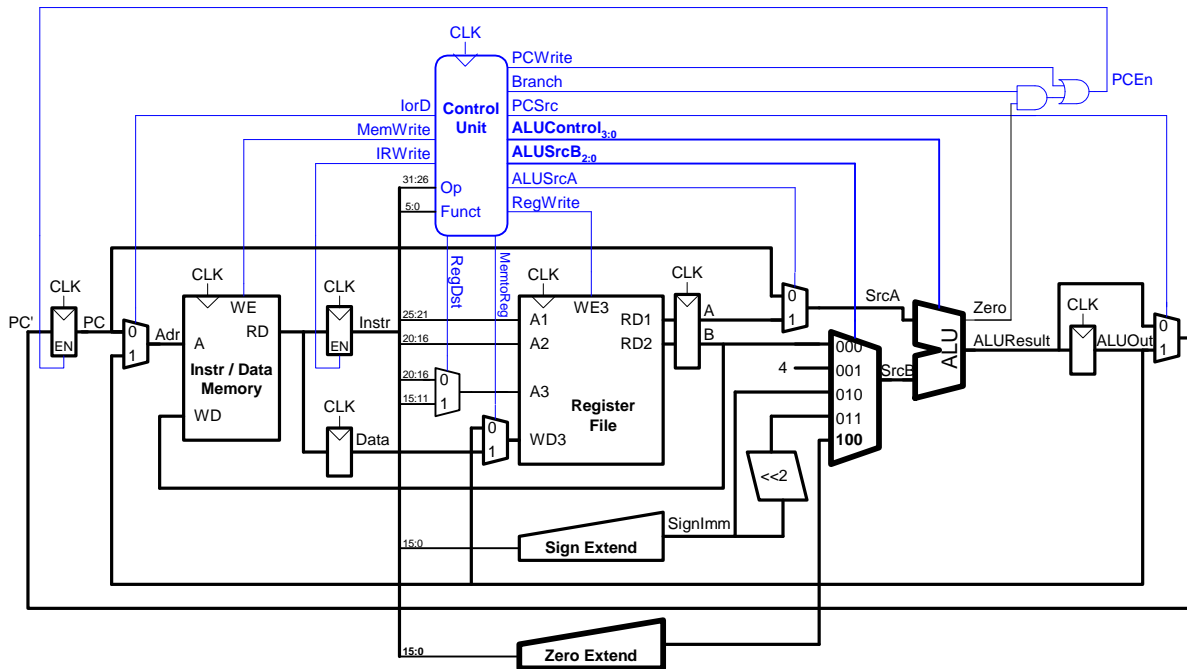 CLK
PCWrite
Branch
PCEn
IorD
Control
Unit
PCSrc
MemWrite
ALUControl3:0
IRWrite
ALUSrcB2:0
31:26
Op
ALUSrcA
5:0
Funct
RegWrite
RegDst
MemtoReg
CLK
CLK
CLK
CLK
CLK
CLK
PC'
PC
EN
0
1
Adr
WE
RD
A
Instr / Data
Memory
WD
EN
Instr
25:21
20:16
20:16
15:11
0
1
A1
A2
A3
WE3
RD1
RD2
Register
File
WD3
0
1
CLK
Data
A
B
0
1
SrcA
4
000
001
010
011
100
SrcB
ALU
Zero
ALUResult
ALUOut
0
1
<<2
SignImm
15:0
Sign Extend
15:0
Zero Extend